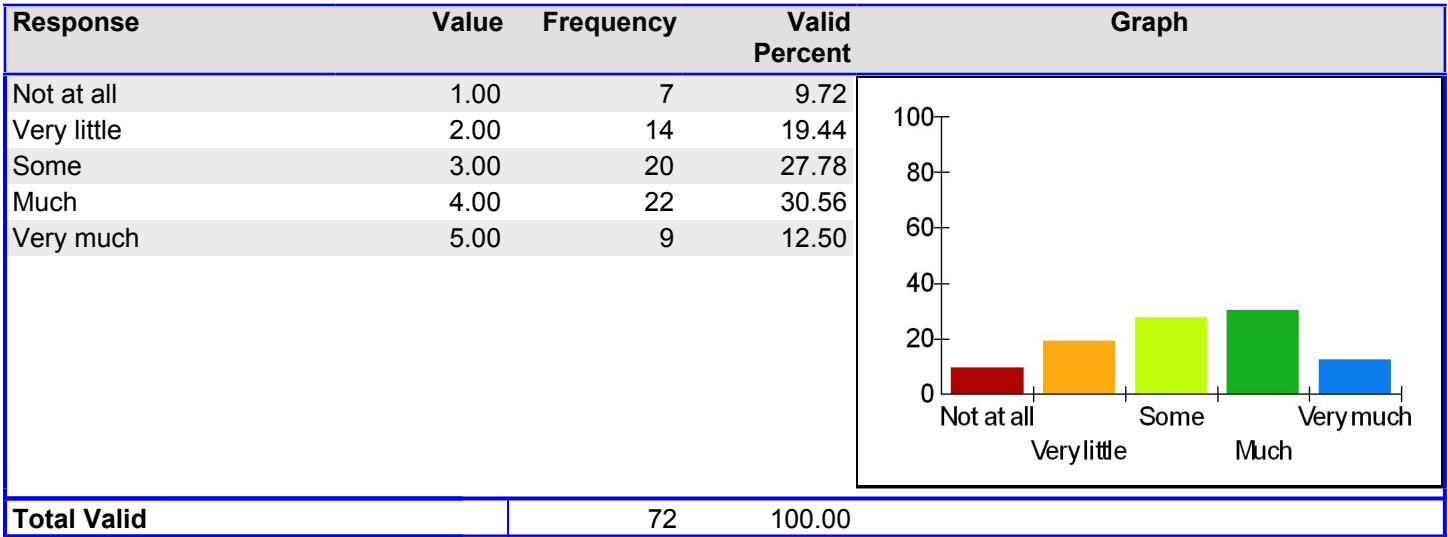 Response Value Frequency Valid Percent Graph
Not at all 1.00 7 9.72
Very little 2.00 14 19.44
Some 3.00 20 27.78
Much 4.00 22 30.56
Very much 5.00 9 12.50
100
80
60
40
20
0
Not at all Some Very much
Very little Much
Total Valid 72 100.00